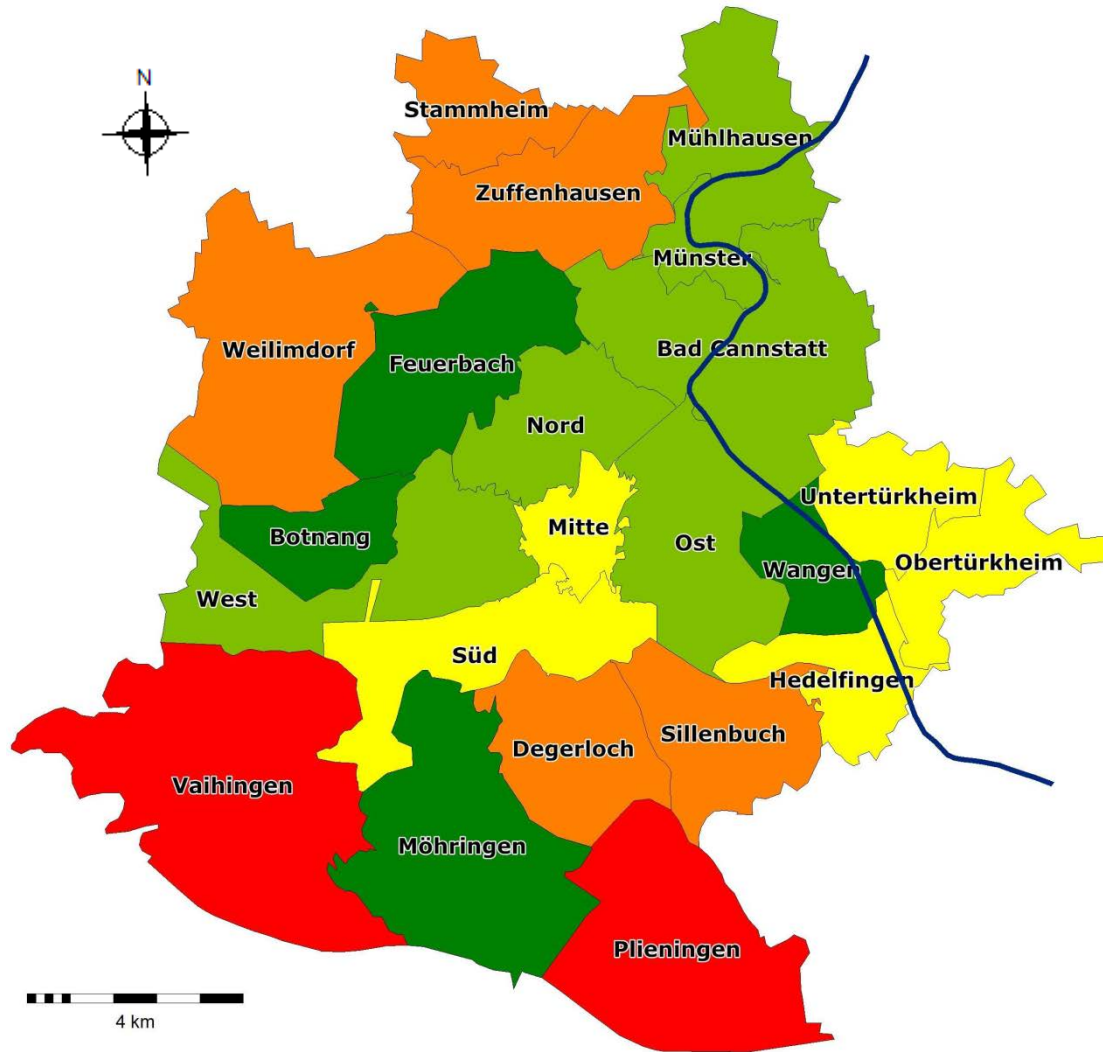 N
Stammheim
Mühlhausen
Zuffenhausen
Münster
Weilimdorf
Feuerbach
Bad Cannstatt
Nord
Untertürkheim
Mitte
Botnang
Ost
Obertürkheim
Wangen
West
Süd
Hedelfingen
Sillenbuch
Degerloch
Vaihingen
Möhringen
Plieningen
4 km